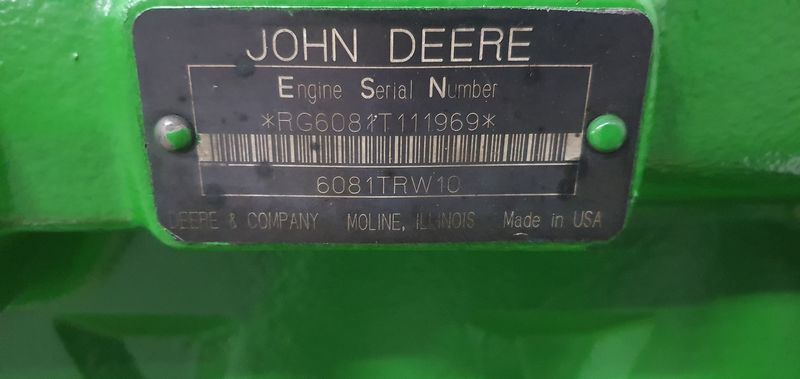 JOHN DEERE
Engine Serial Number
*RG6081T111969*
6081TRW10
DEERE & COMPANY MOLINE, ILLINOIS Made in USA